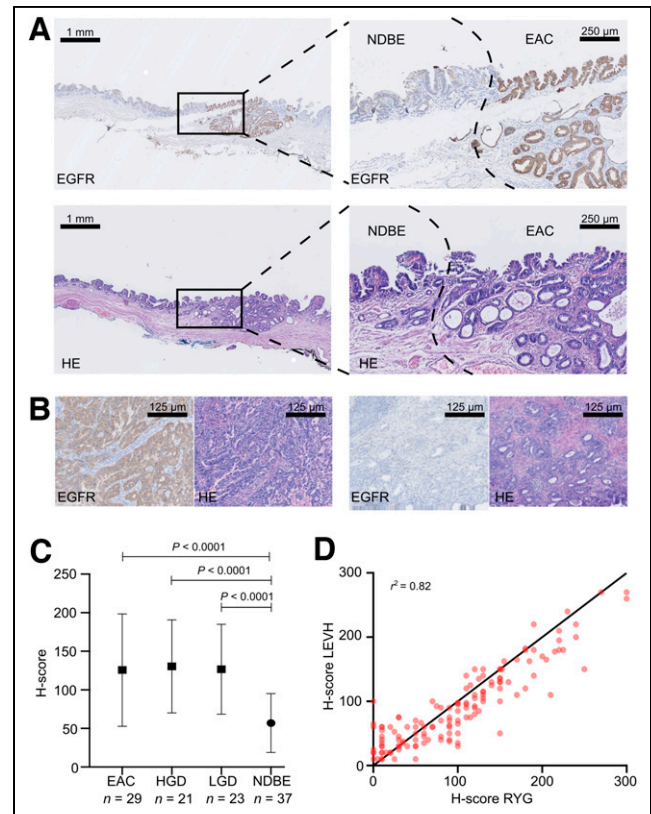 A
1 mm
EGFR
NDBE
EAC
250 µm
EGFR
1 mm
HE
NDBE
EAC
250 µm
HE
B
125 µm
EGFR
125 µm
HE
125 µm
EGFR
125 µm
HE
C
P < 0.0001
P < 0.0001
P < 0.0001
250
200
150
100
50
0
H-score
EAC
HGD
LGD
NDBE
n = 29
n = 21
n = 23
n = 37
D
r² = 0.82
300
200
100
0
H-score LEVH
0
100
200
300
H-score RYG